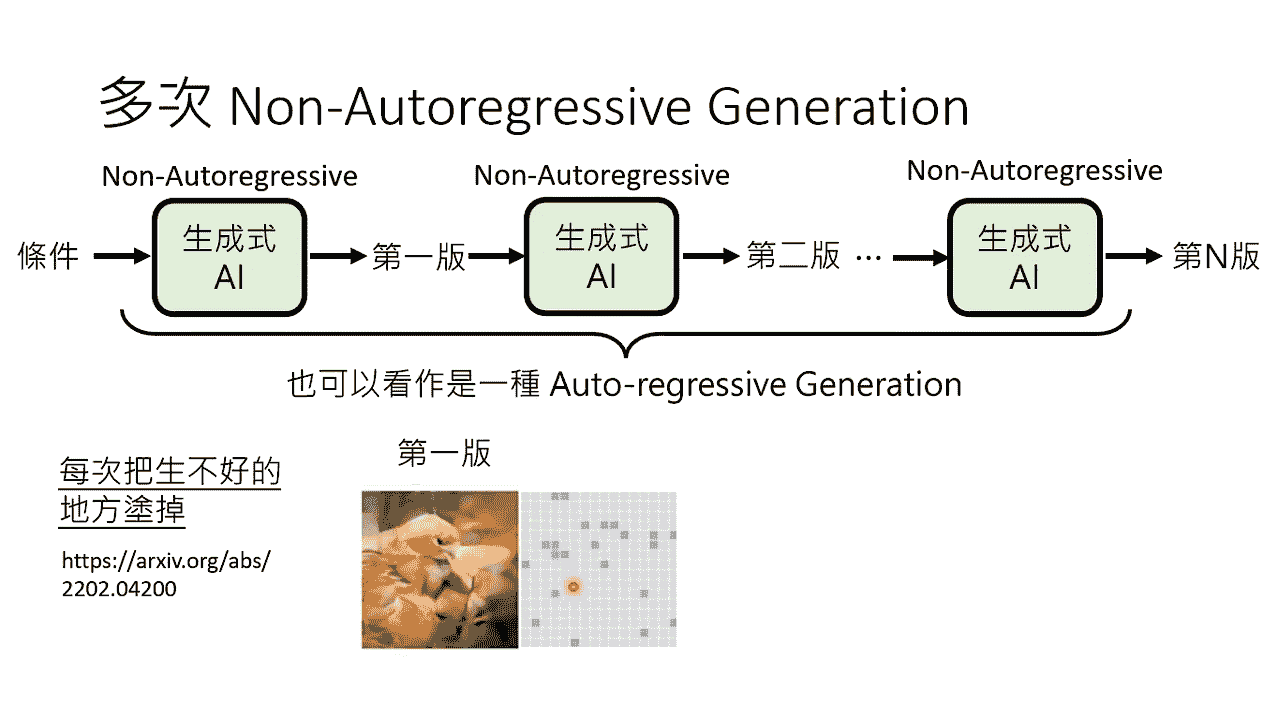 多次 Non-Autoregressive Generation
Non-Autoregressive
Non-Autoregressive
Non-Autoregressive
條件
生成式
AI
第一版
生成式
AI
第二版
…
生成式
AI
第N版
也可以看作是一種 Auto-regressive Generation
每次把生不好的
地方塗掉
https://arxiv.org/abs/
2202.04200
第一版